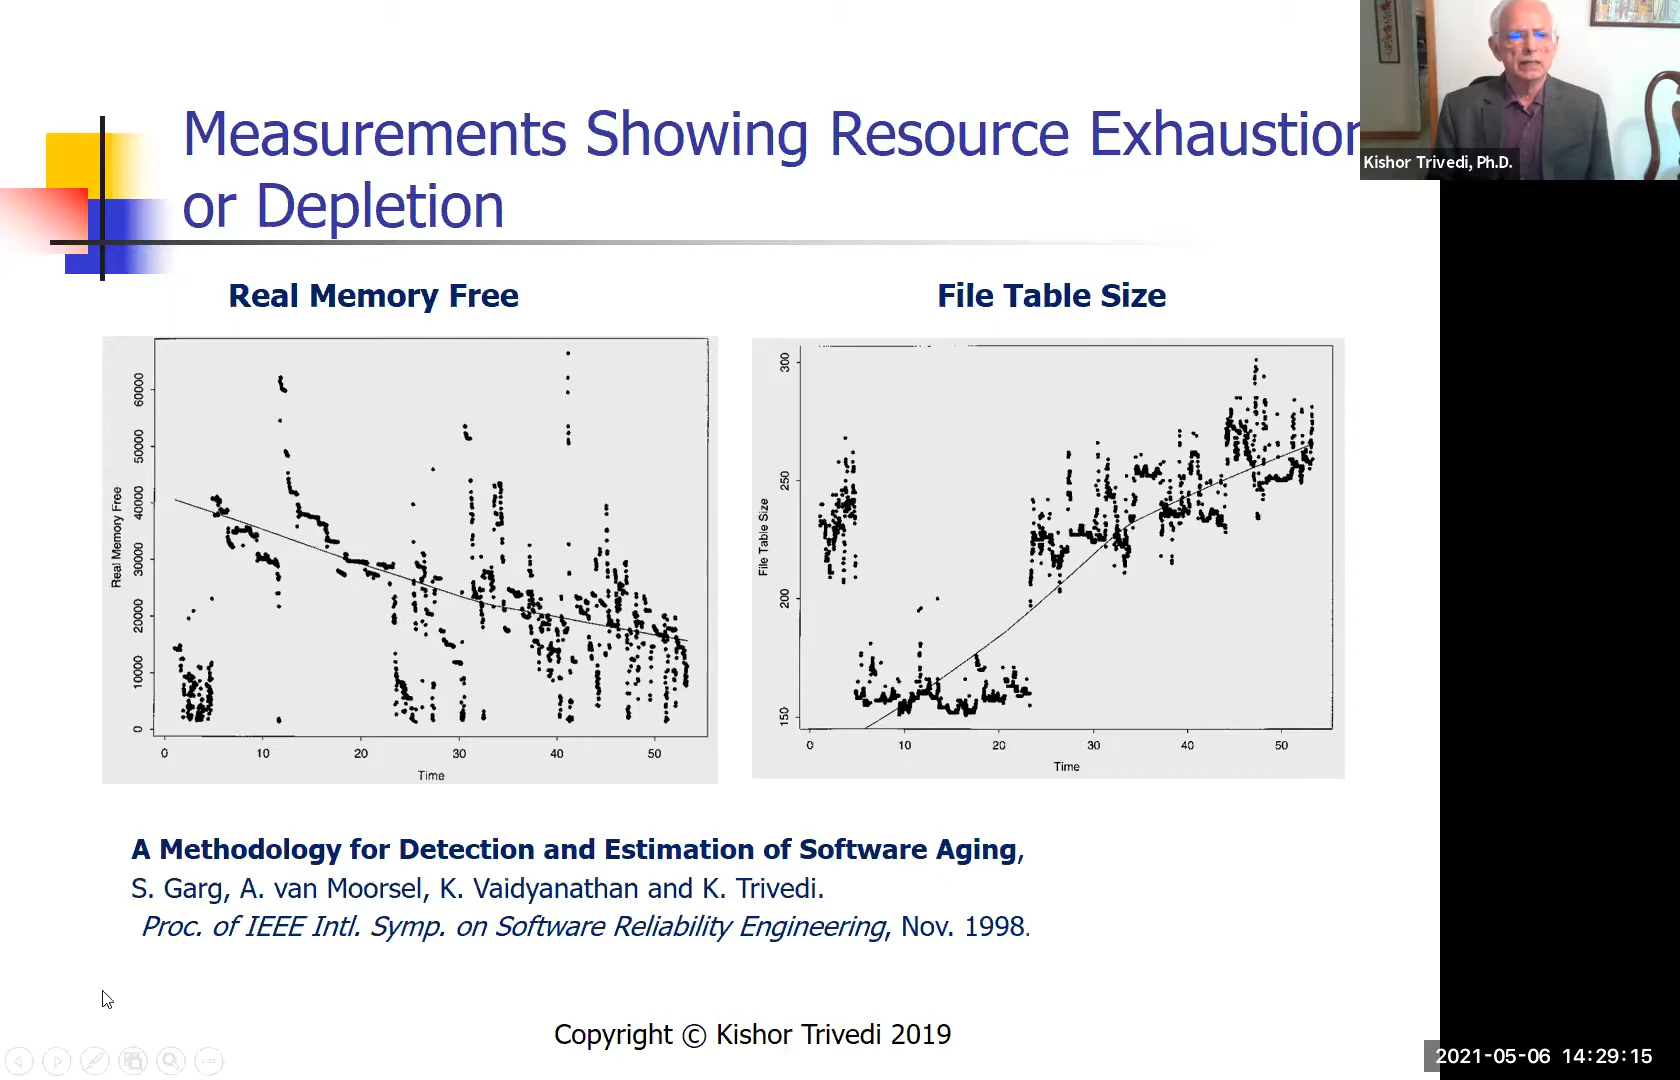 Measurements Showing Resource Exhaustion
or Depletion
Kishor Trivedi, Ph.D.
Real Memory Free
File Table Size
Real Memory Free
0 10000 20000 30000 40000 50000 60000
0 10 20 30 40 50
Time
File Table Size
150 200 250 300
0 10 20 30 40 50
Time
A Methodology for Detection and Estimation of Software Aging,
S. Garg, A. van Moorsel, K. Vaidyanathan and K. Trivedi.
Proc. of IEEE Intl. Symp. on Software Reliability Engineering, Nov. 1998.
Copyright © Kishor Trivedi 2019
2021-05-06 14:29:15